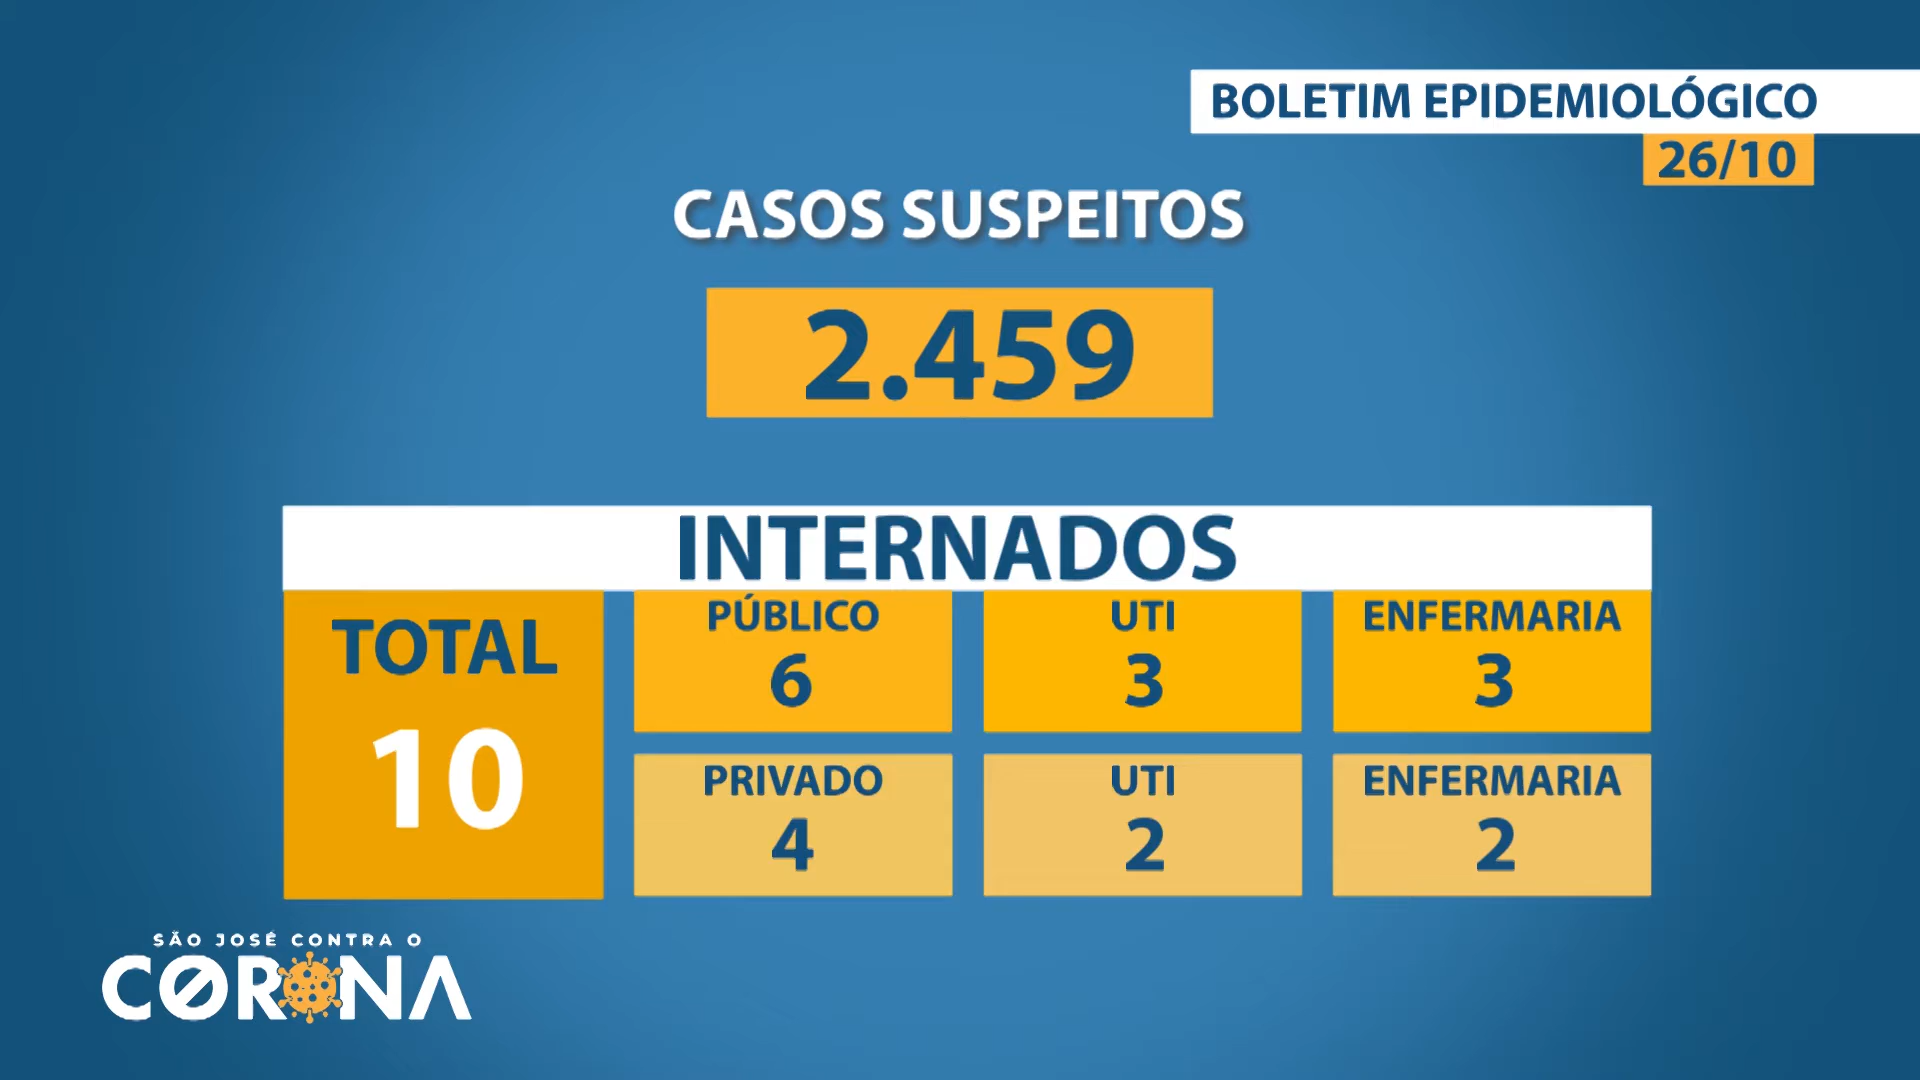 BOLETIM EPIDEMIOLÓGICO
26/10
CASOS SUSPEITOS
2.459
INTERNADOS
TOTAL
10
PÚBLICO
6
UTI
3
ENFERMARIA
3
PRIVADO
4
UTI
2
ENFERMARIA
2
SÃO JOSÉ CONTRA O
CORONA